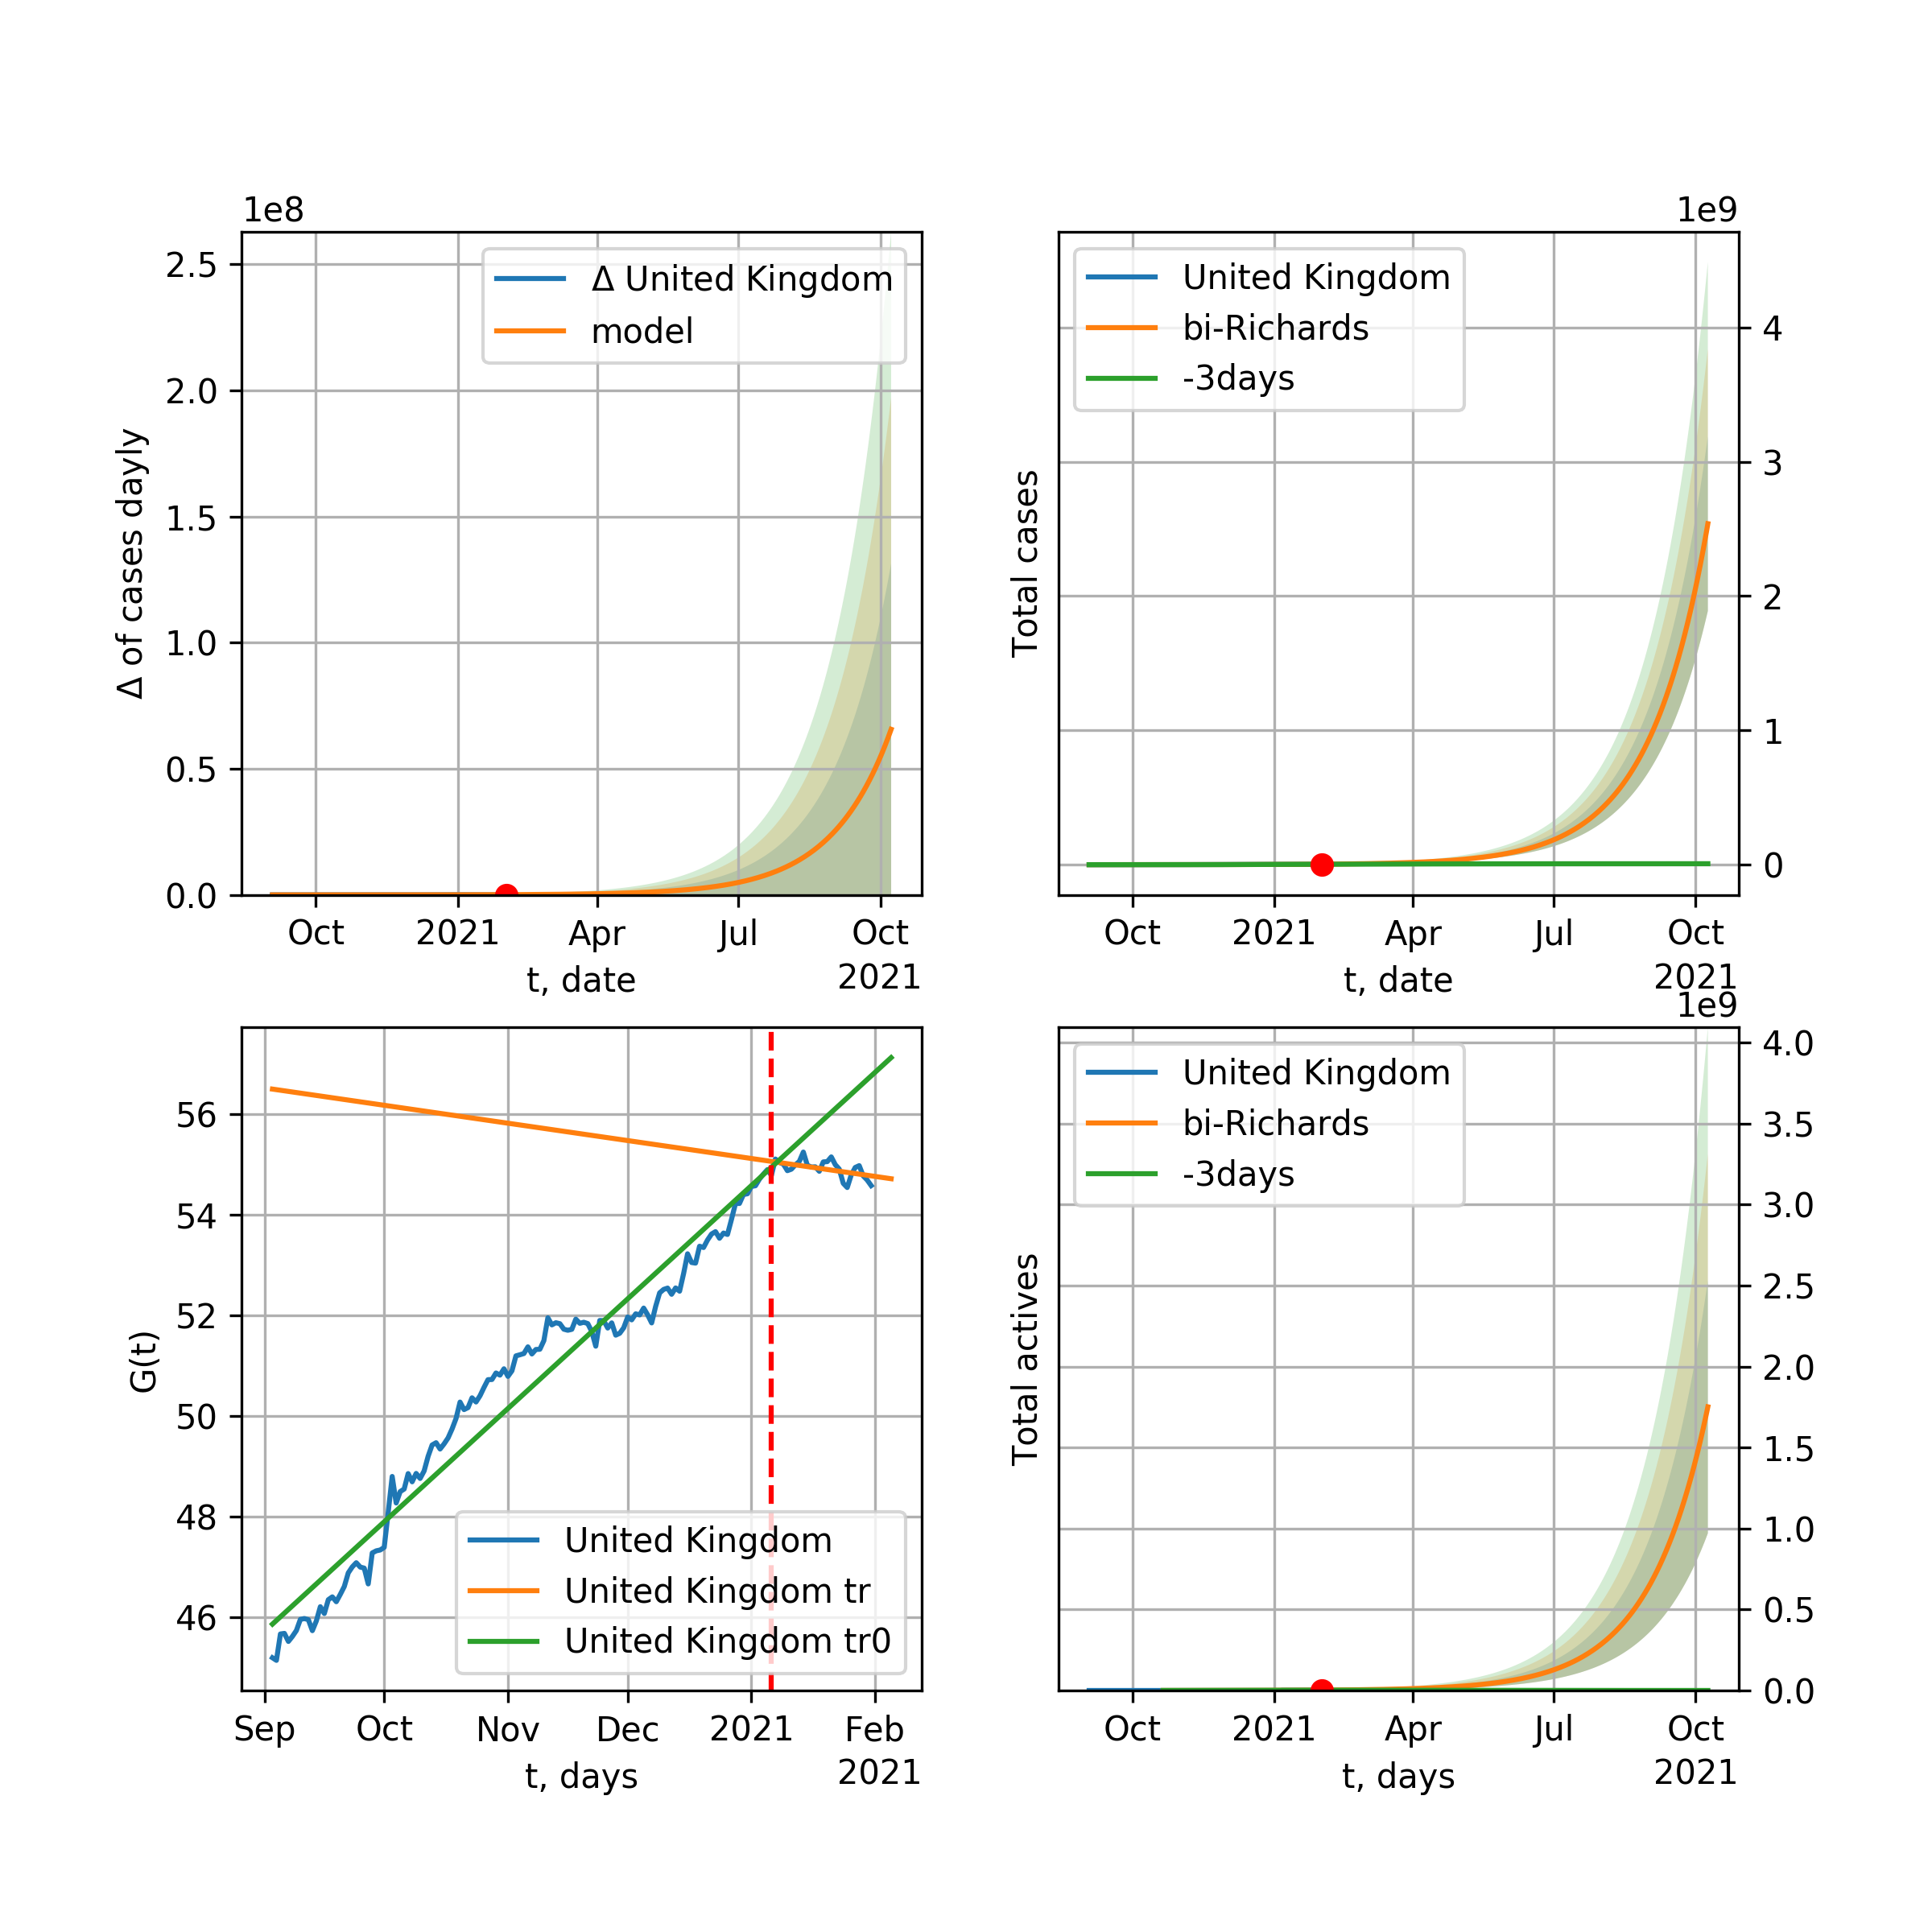 1e8
Δ of cases dayly
2.5
2.0
1.5
1.0
0.5
0.0
Δ United Kingdom
model
Oct
2021
Apr
Jul
Oct
2021
t, date
1e9
Total cases
United Kingdom
bi-Richards
-3days
4
3
2
1
0
Oct
2021
Apr
Jul
Oct
2021
t, date
G(t)
56
54
52
50
48
46
United Kingdom
United Kingdom tr
United Kingdom tr0
Sep
Oct
Nov
Dec
2021
Feb
2021
t, days
1e9
Total actives
United Kingdom
bi-Richards
-3days
4.0
3.5
3.0
2.5
2.0
1.5
1.0
0.5
0.0
Oct
2021
Apr
Jul
Oct
2021
t, days